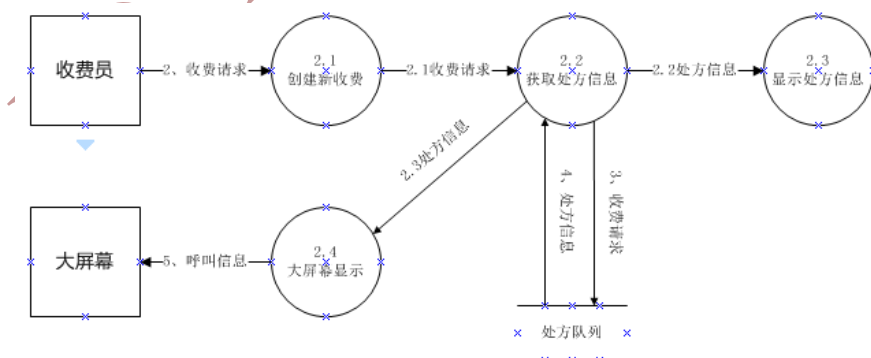 收费员
2、收费请求
2.1
创建新收费
2.1收费请求
2.2
获取处方信息
2.2处方信息
2.3
显示处方信息
2.3处方信息
4、处方信息
3、收费请求
大屏幕
5、呼叫信息
2.4
大屏幕显示
处方队列